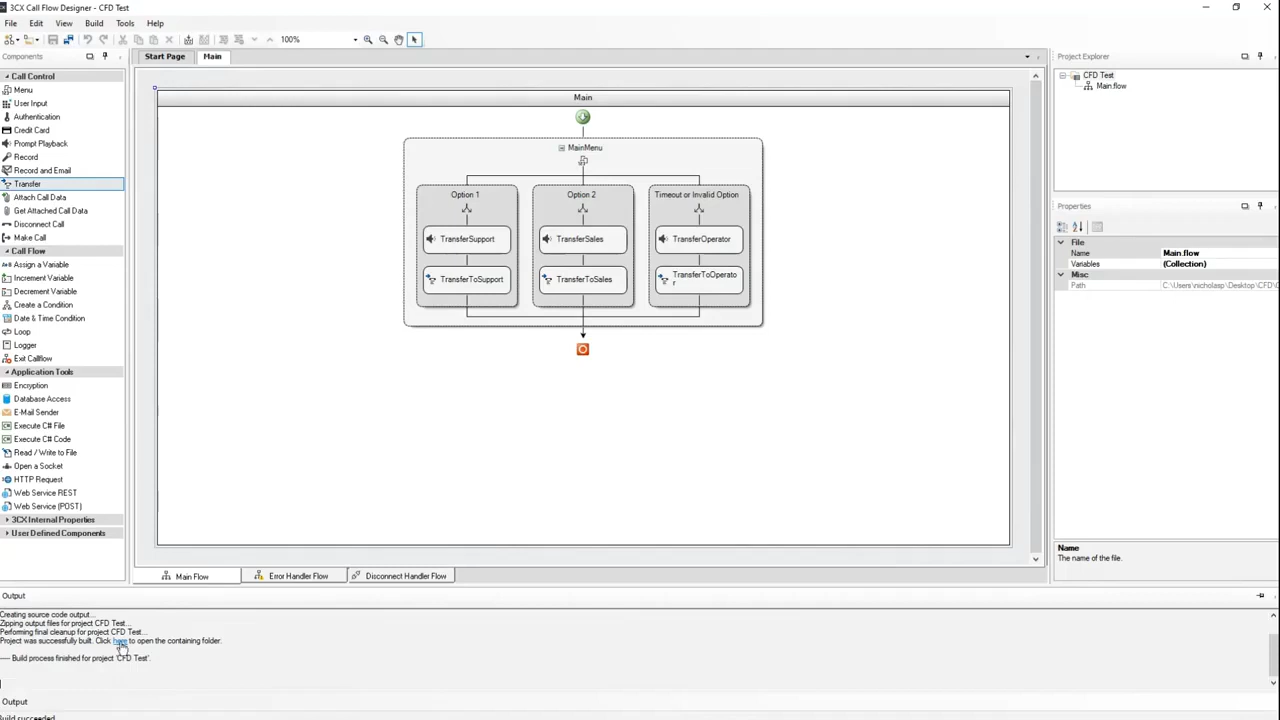 3CX Call Flow Designer - CFD Test
File Edit View Build Tools Help
100%
Components
Call Control
Menu
User Input
Authentication
Credit Card
Prompt Playback
Record
Record and Email
Transfer
Attach Call Data
Get Attached Call Data
Disconnect Call
Make Call
Call Flow
Assign a Variable
Increment Variable
Decrement Variable
Create a Condition
Date & Time Condition
Loop
Logger
Exit Callflow
Application Tools
Encryption
Database Access
E-Mail Sender
Execute C# File
Execute C# Code
Read / Write to File
Open a Socket
HTTP Request
Web Service REST
Web Service (POST)
3CX Internal Properties
User Defined Components
Start Page Main
Main
MainMenu
Option 1 Option 2 Timeout or Invalid Option
TransferSupport TransferSales TransferOperator
TransferToSupport TransferToSales TransferToOperato
r
Main Flow Error Handler Flow Disconnect Handler Flow
Project Explorer
CFD Test
Main.flow
Properties
File
Name Main.flow
Variables (Collection)
Misc
Path C:\Users\nicholasp\Desktop\CFD\C
Name
The name of the file.
Output
Creating source code output...
Zipping output files for project CFD Test...
Performing final cleanup for project CFD Test...
Project was successfully built. Click here to open the containing folder.
---- Build process finished for project 'CFD Test'.
Output
Build succeeded